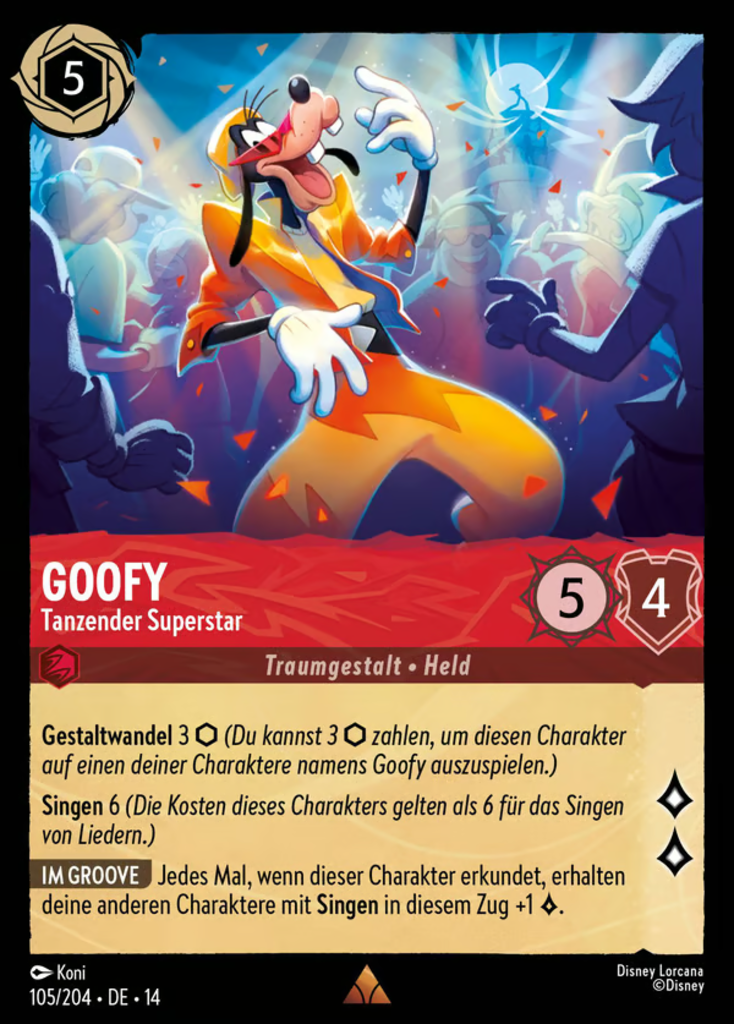 5
GOOFY
Tanzender Superstar
5
4
Traumgestalt • Held
Gestaltwandel 3 ⬡ (Du kannst 3 ⬡ zahlen, um diesen Charakter
auf einen deiner Charaktere namens Goofy auszuspielen.)
Singen 6 (Die Kosten dieses Charakters gelten als 6 für das Singen
von Liedern.)
IM GROOVE Jedes Mal, wenn dieser Charakter erkundet, erhalten
deine anderen Charaktere mit Singen in diesem Zug +1 ⟡.
Koni
105/204 • DE • 14
Disney Lorcana
©Disney